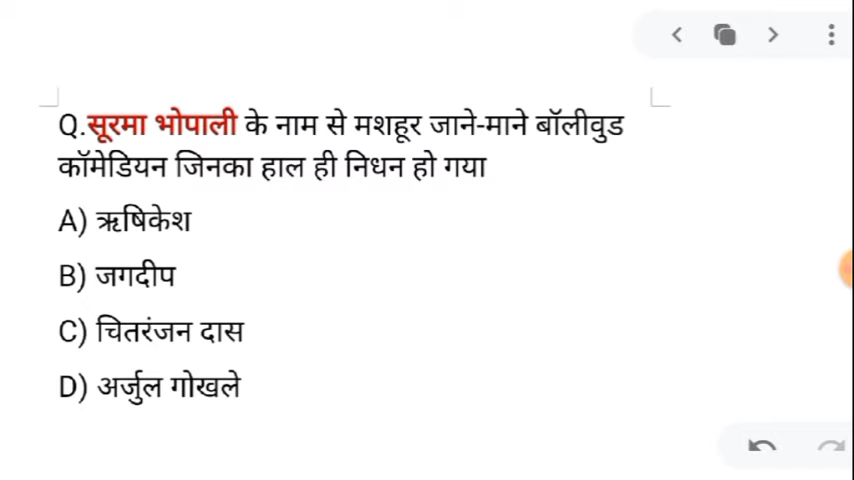 Q.सूरमा भोपाली के नाम से मशहूर जाने-माने बॉलीवुड
कॉमेडियन जिनका हाल ही निधन हो गया
A) ऋषिकेश
B) जगदीप
C) चितरंजन दास
D) अर्जुल गोखले